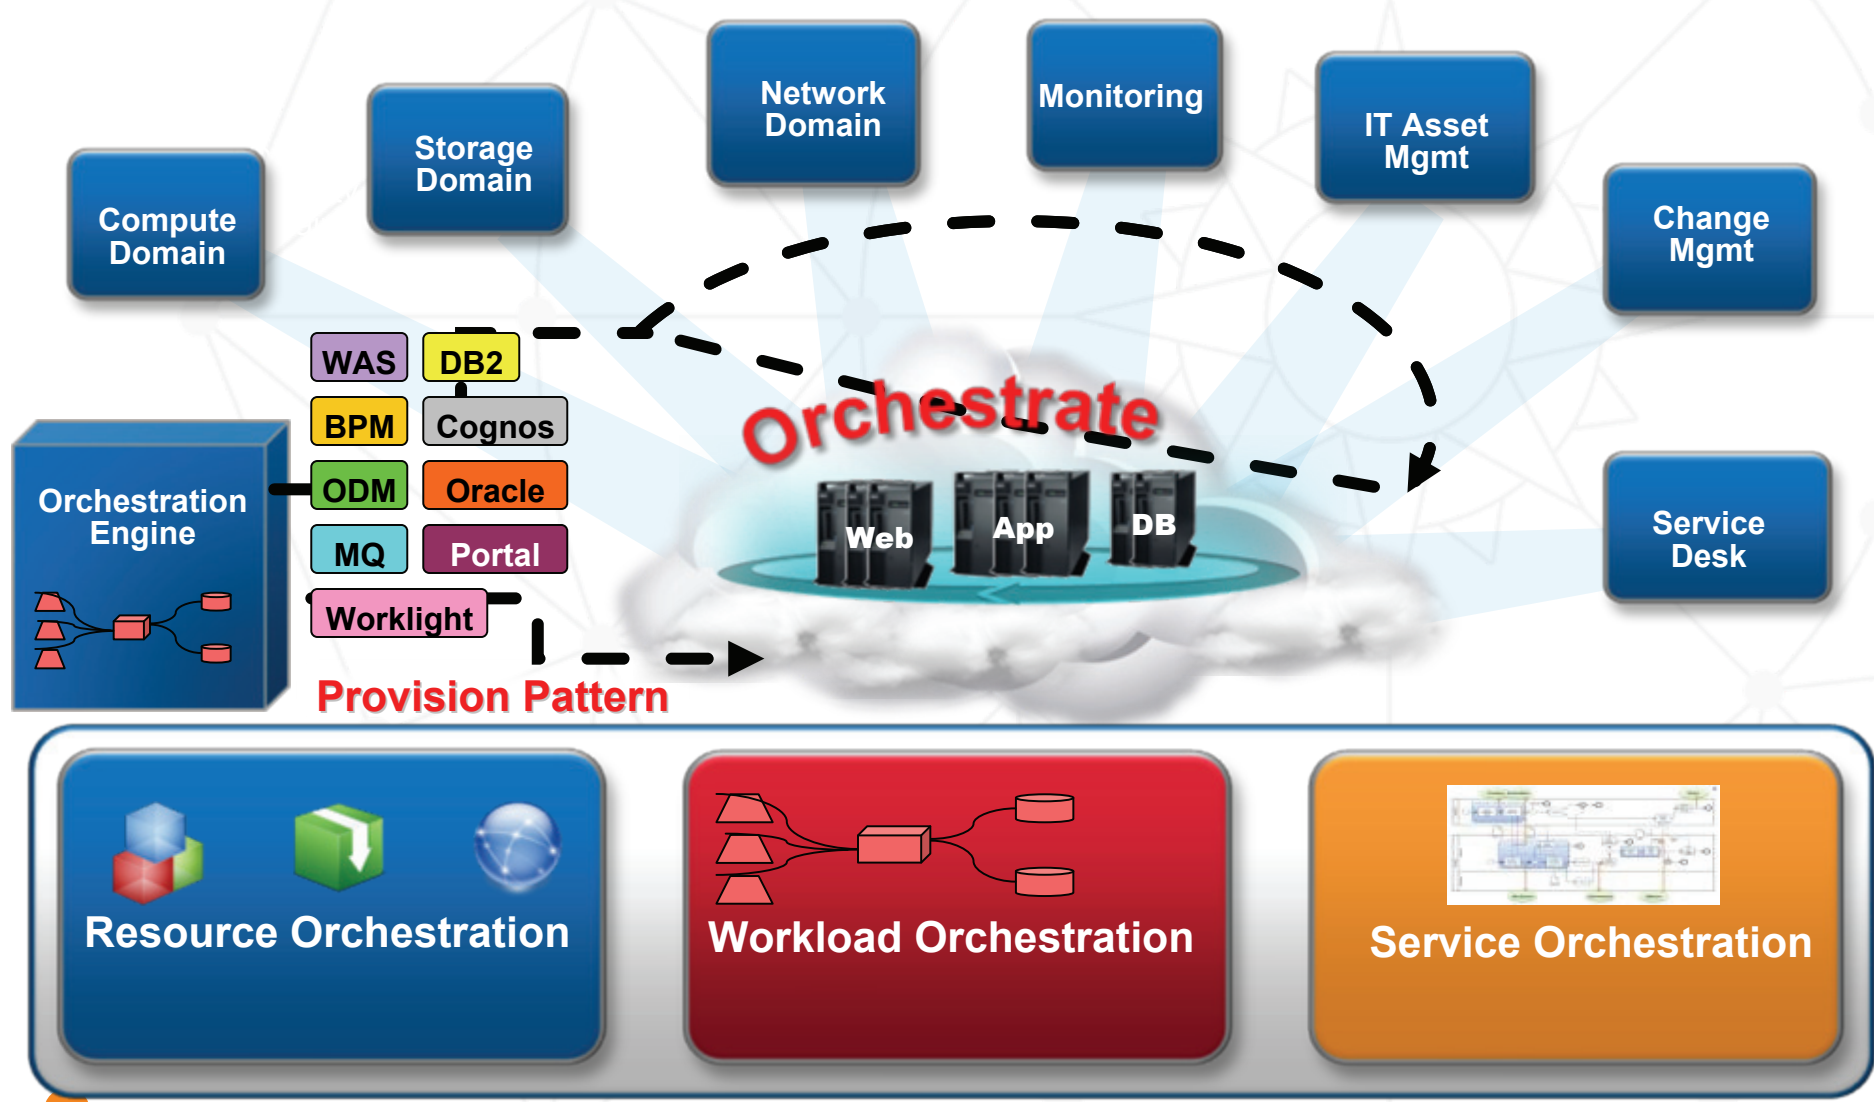 Network
Domain
Monitoring
IT Asset
Mgmt
Storage
Domain
Compute
Domain
Change
Mgmt
WAS
DB2
BPM
Cognos
ODM
Oracle
MQ
Portal
Worklight
Orchestration
Engine
Orchestrate
Web
App
DB
Service
Desk
Provision Pattern
Resource Orchestration
Workload Orchestration
Service Orchestration